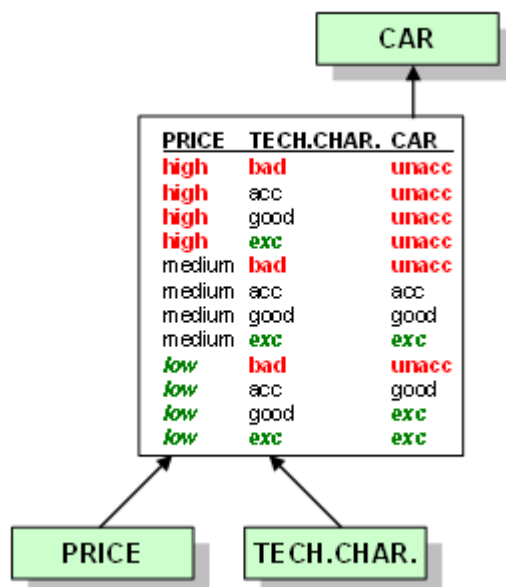 CAR
PRICE TECH.CHAR. CAR
high bad unacc
high acc unacc
high good unacc
high exc unacc
medium bad unacc
medium acc acc
medium good good
medium exc exc
low bad unacc
low acc good
low good exc
low exc exc
PRICE TECH.CHAR.